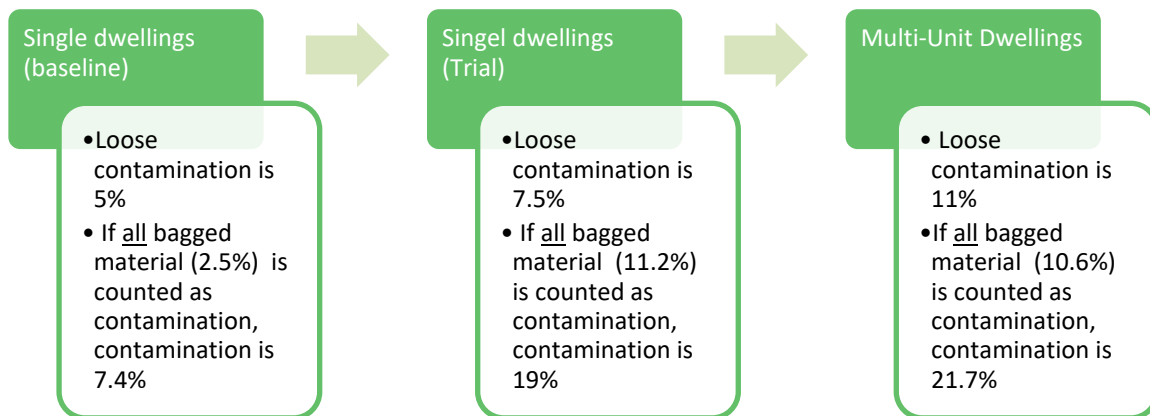 Single dwellings
(baseline)
•Loose
contamination is
5%
• If all bagged
material (2.5%)  is
counted as
contamination,
contamination is
7.4%
Singel dwellings
(Trial)
•Loose
contamination is
7.5%
• If all bagged
material  (11.2%)
is counted as
contamination,
contamination is
19%
Multi-Unit Dwellings
• Loose
contamination is
11%
•If all bagged
material  (10.6%)
is counted as
contamination,
contamination is
21.7%